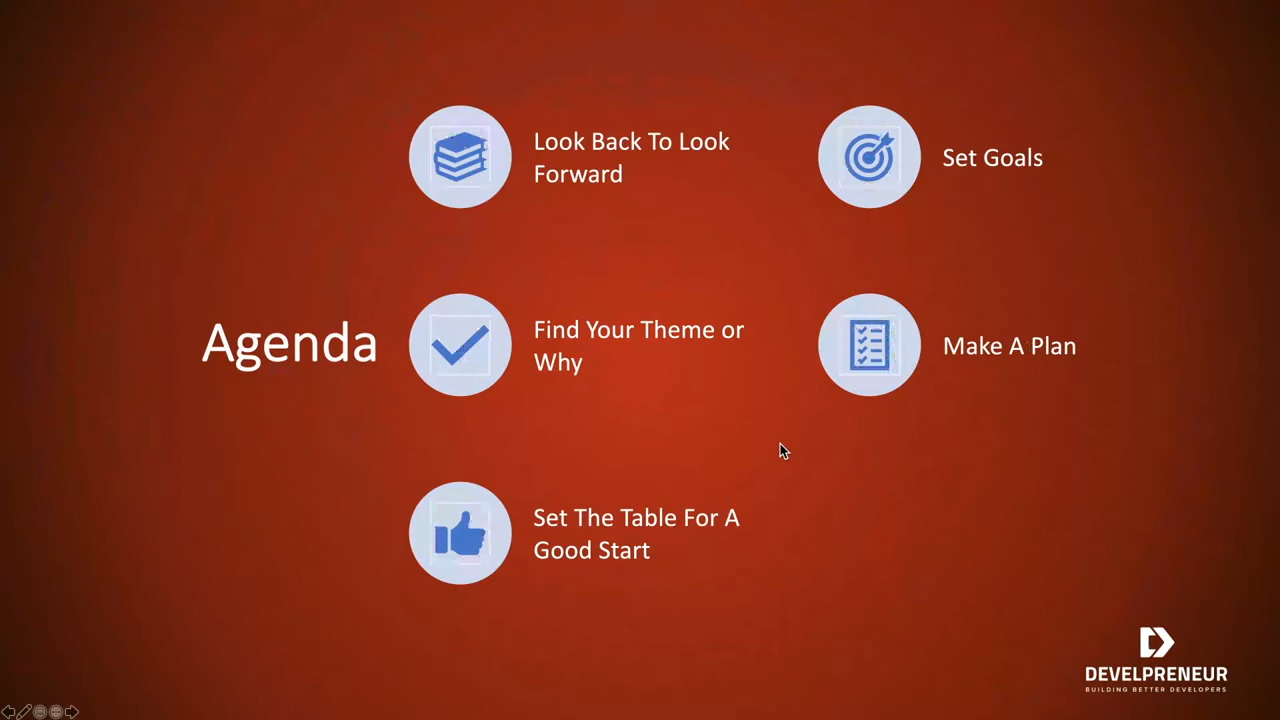 Agenda
Look Back To Look
Forward
Set Goals
Find Your Theme or
Why
Make A Plan
Set The Table For A
Good Start
DEVELPRENEUR
BUILDING BETTER DEVELOPERS